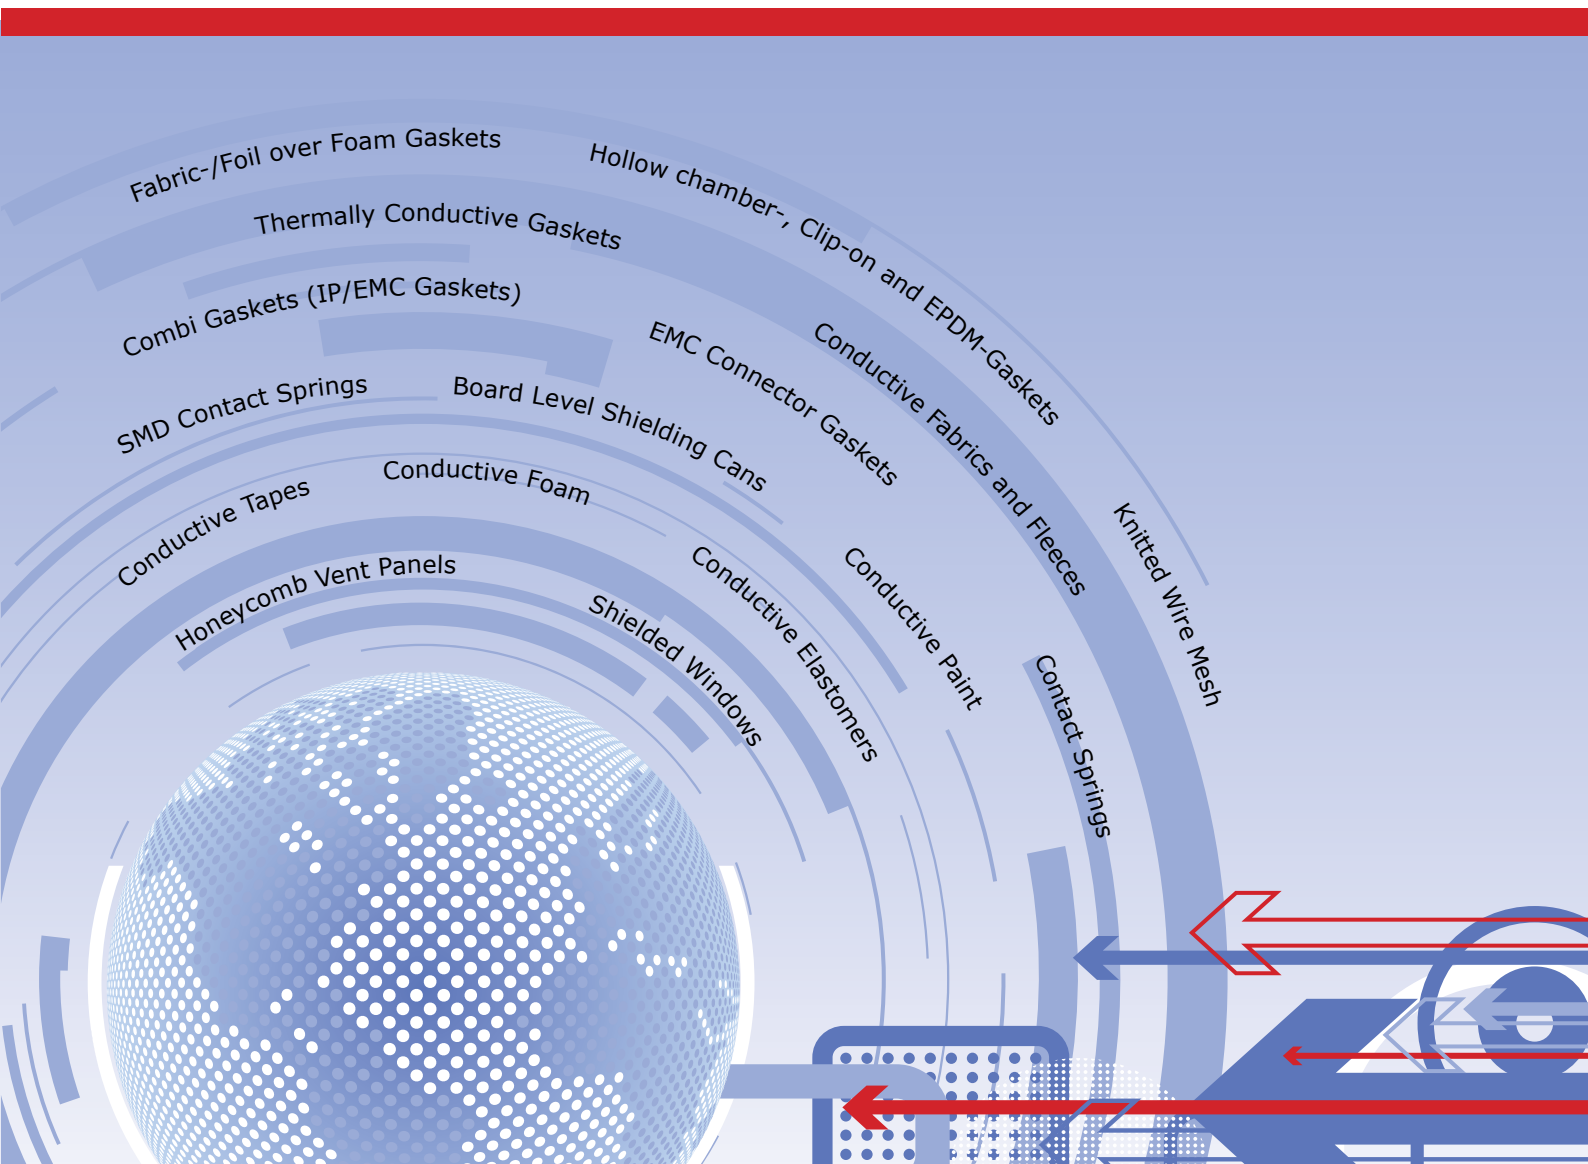 Fabric-/Foil over Foam Gaskets
Hollow chamber-, Clip-on and EPDM-Gaskets
Thermally Conductive Gaskets
Combi Gaskets (IP/EMC Gaskets)
EMC Connector Gaskets
Conductive Fabrics and Fleeces
SMD Contact Springs
Board Level Shielding Cans
Conductive Tapes
Conductive Foam
Knitted Wire Mesh
Honeycomb Vent Panels
Shielded Windows
Conductive Elastomers
Conductive Paint
Contact Springs